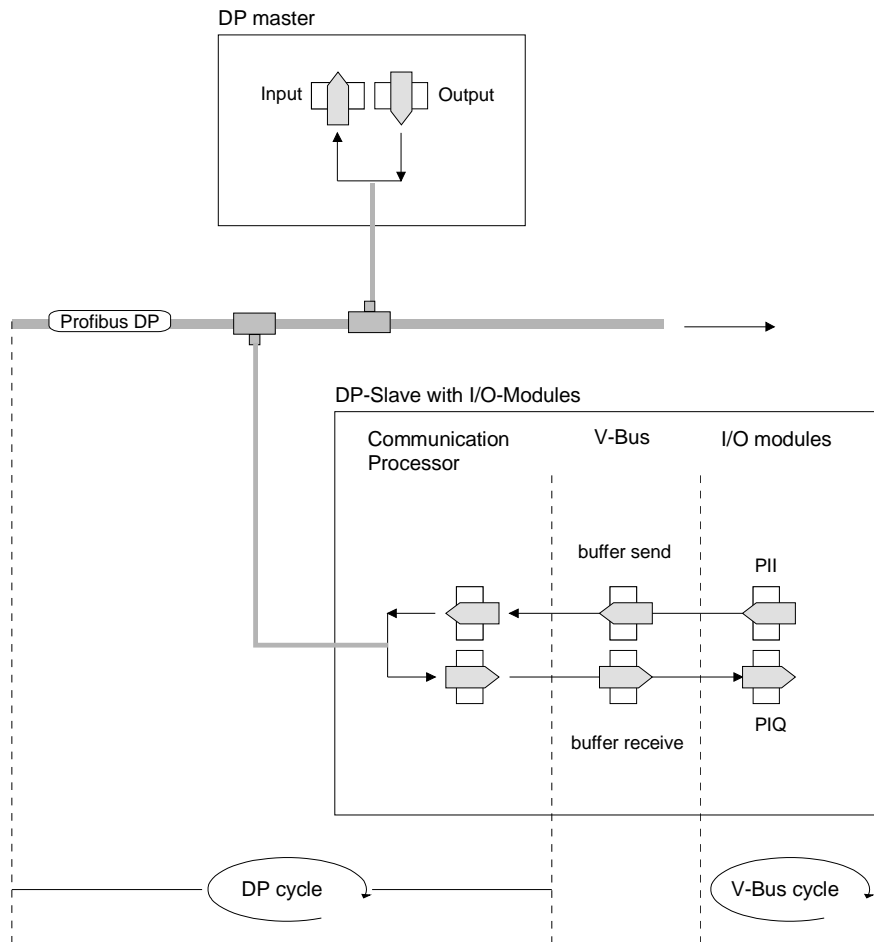 DP master
Input
Output
Profibus DP
DP-Slave with I/O-Modules
Communication
Processor
V-Bus
I/O modules
buffer send
PII
buffer receive
PIQ
DP cycle
V-Bus cycle